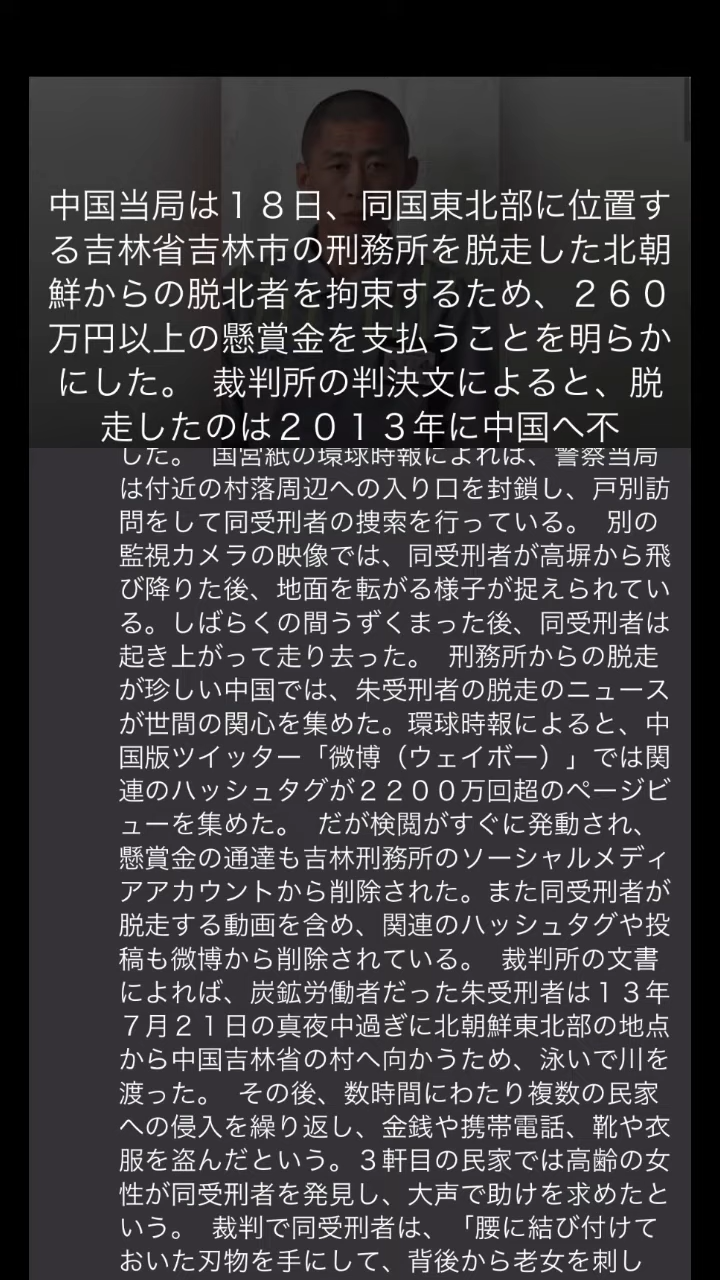 中国当局は１８日、同国東北部に位置す
る吉林省吉林市の刑務所を脱走した北朝
鮮からの脱北者を拘束するため、２６０
万円以上の懸賞金を支払うことを明らか
にした。 裁判所の判決文によると、脱
走したのは２０１３年に中国へ不
した。 国営紙の環球時報によれば、警察当局
は付近の村落周辺への入り口を封鎖し、戸別訪
問をして同受刑者の捜索を行っている。 別の
監視カメラの映像では、同受刑者が高塀から飛
び降りた後、地面を転がる様子が捉えられてい
る。しばらくの間うずくまった後、同受刑者は
起き上がって走り去った。 刑務所からの脱走
が珍しい中国では、朱受刑者の脱走のニュース
が世間の関心を集めた。環球時報によると、中
国版ツイッター「微博（ウェイボー）」では関
連のハッシュタグが２２００万回超のページビ
ューを集めた。 だが検閲がすぐに発動され、
懸賞金の通達も吉林刑務所のソーシャルメディ
アアカウントから削除された。また同受刑者が
脱走する動画を含め、関連のハッシュタグや投
稿も微博から削除されている。 裁判所の文書
によれば、炭鉱労働者だった朱受刑者は１３年
７月２１日の真夜中過ぎに北朝鮮東北部の地点
から中国吉林省の村へ向かうため、泳いで川を
渡った。 その後、数時間にわたり複数の民家
への侵入を繰り返し、金銭や携帯電話、靴や衣
服を盗んだという。３軒目の民家では高齢の女
性が同受刑者を発見し、大声で助けを求めたと
いう。 裁判で同受刑者は、「腰に結び付けて
おいた刃物を手にして、背後から老女を刺し